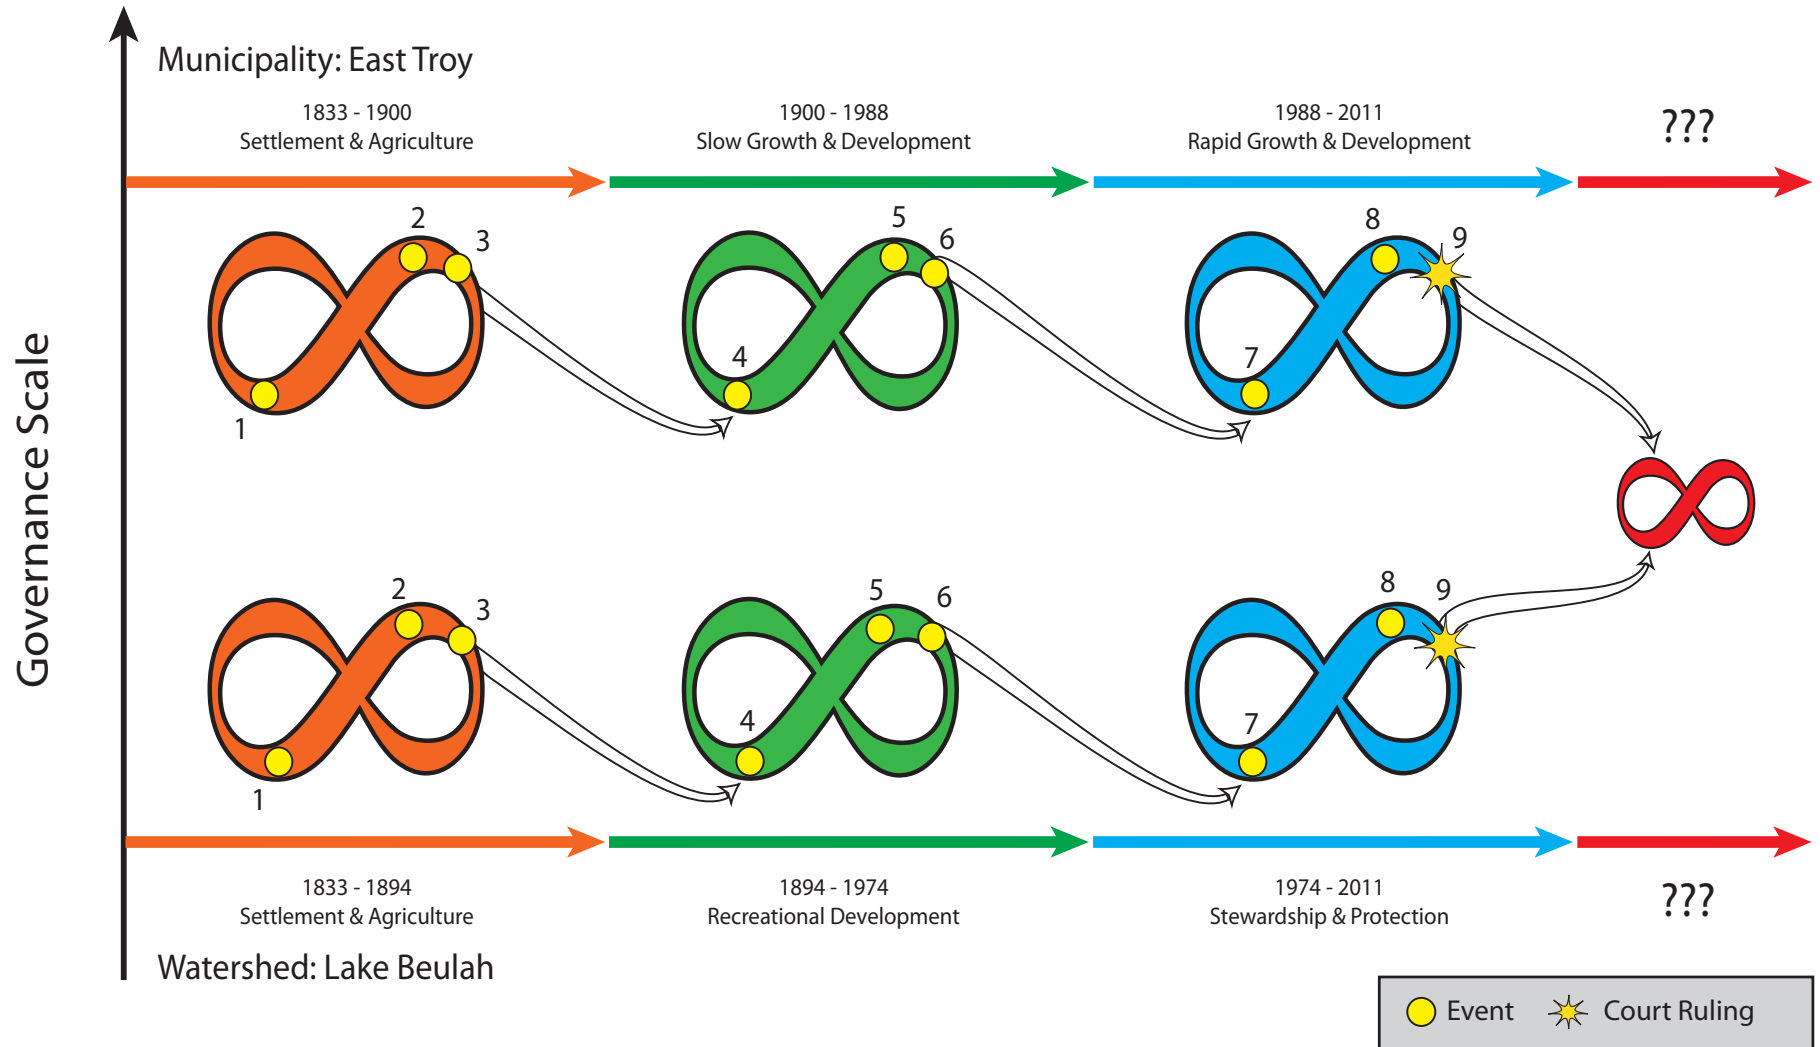 Governance Scale
Municipality: East Troy
1833 - 1900
Settlement & Agriculture
1900 - 1988
Slow Growth & Development
1988 - 2011
Rapid Growth & Development
???
1
2
3
4
5
6
7
8
9
1
2
3
4
5
6
7
8
9
1833 - 1894
Settlement & Agriculture
1894 - 1974
Recreational Development
1974 - 2011
Stewardship & Protection
???
Watershed: Lake Beulah
Event
Court Ruling